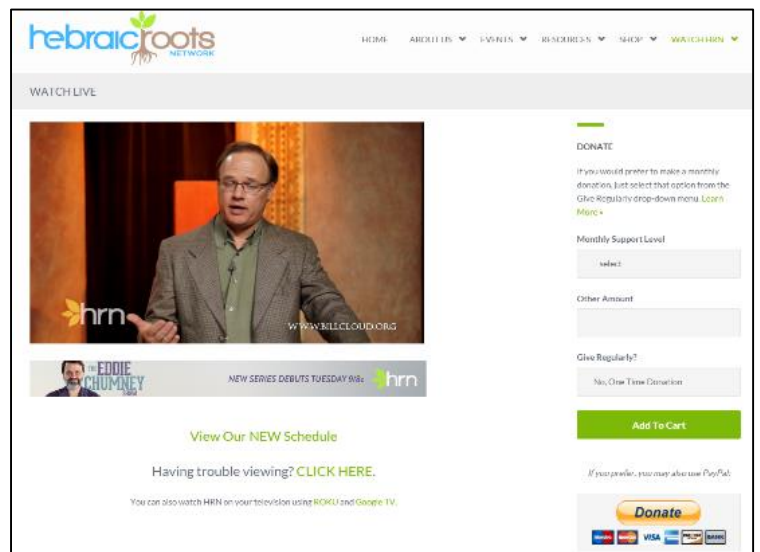 hebraicroots
NETWORK
HOME ABOUT US EVENTS RESOURCES SHOP WATCH HRN
WATCH LIVE
hrn
WWW.BILLCLOUD.ORG
THE EDDIE
CHUMNEY
NEW SERIES DEBUTS TUESDAY 9/8c hrn
View Our NEW Schedule
Having trouble viewing? CLICK HERE.
You can also watch HRN on your television using ROKU and Google TV.
DONATE
If you would prefer to make a monthly
donation, just select that option from the
Give Regularly drop-down menu. Learn
More »
Monthly Support Level
select
Other Amount
Give Regularly?
No, One Time Donation
Add To Cart
If you prefer, you may also use PayPal:
Donate
VISA